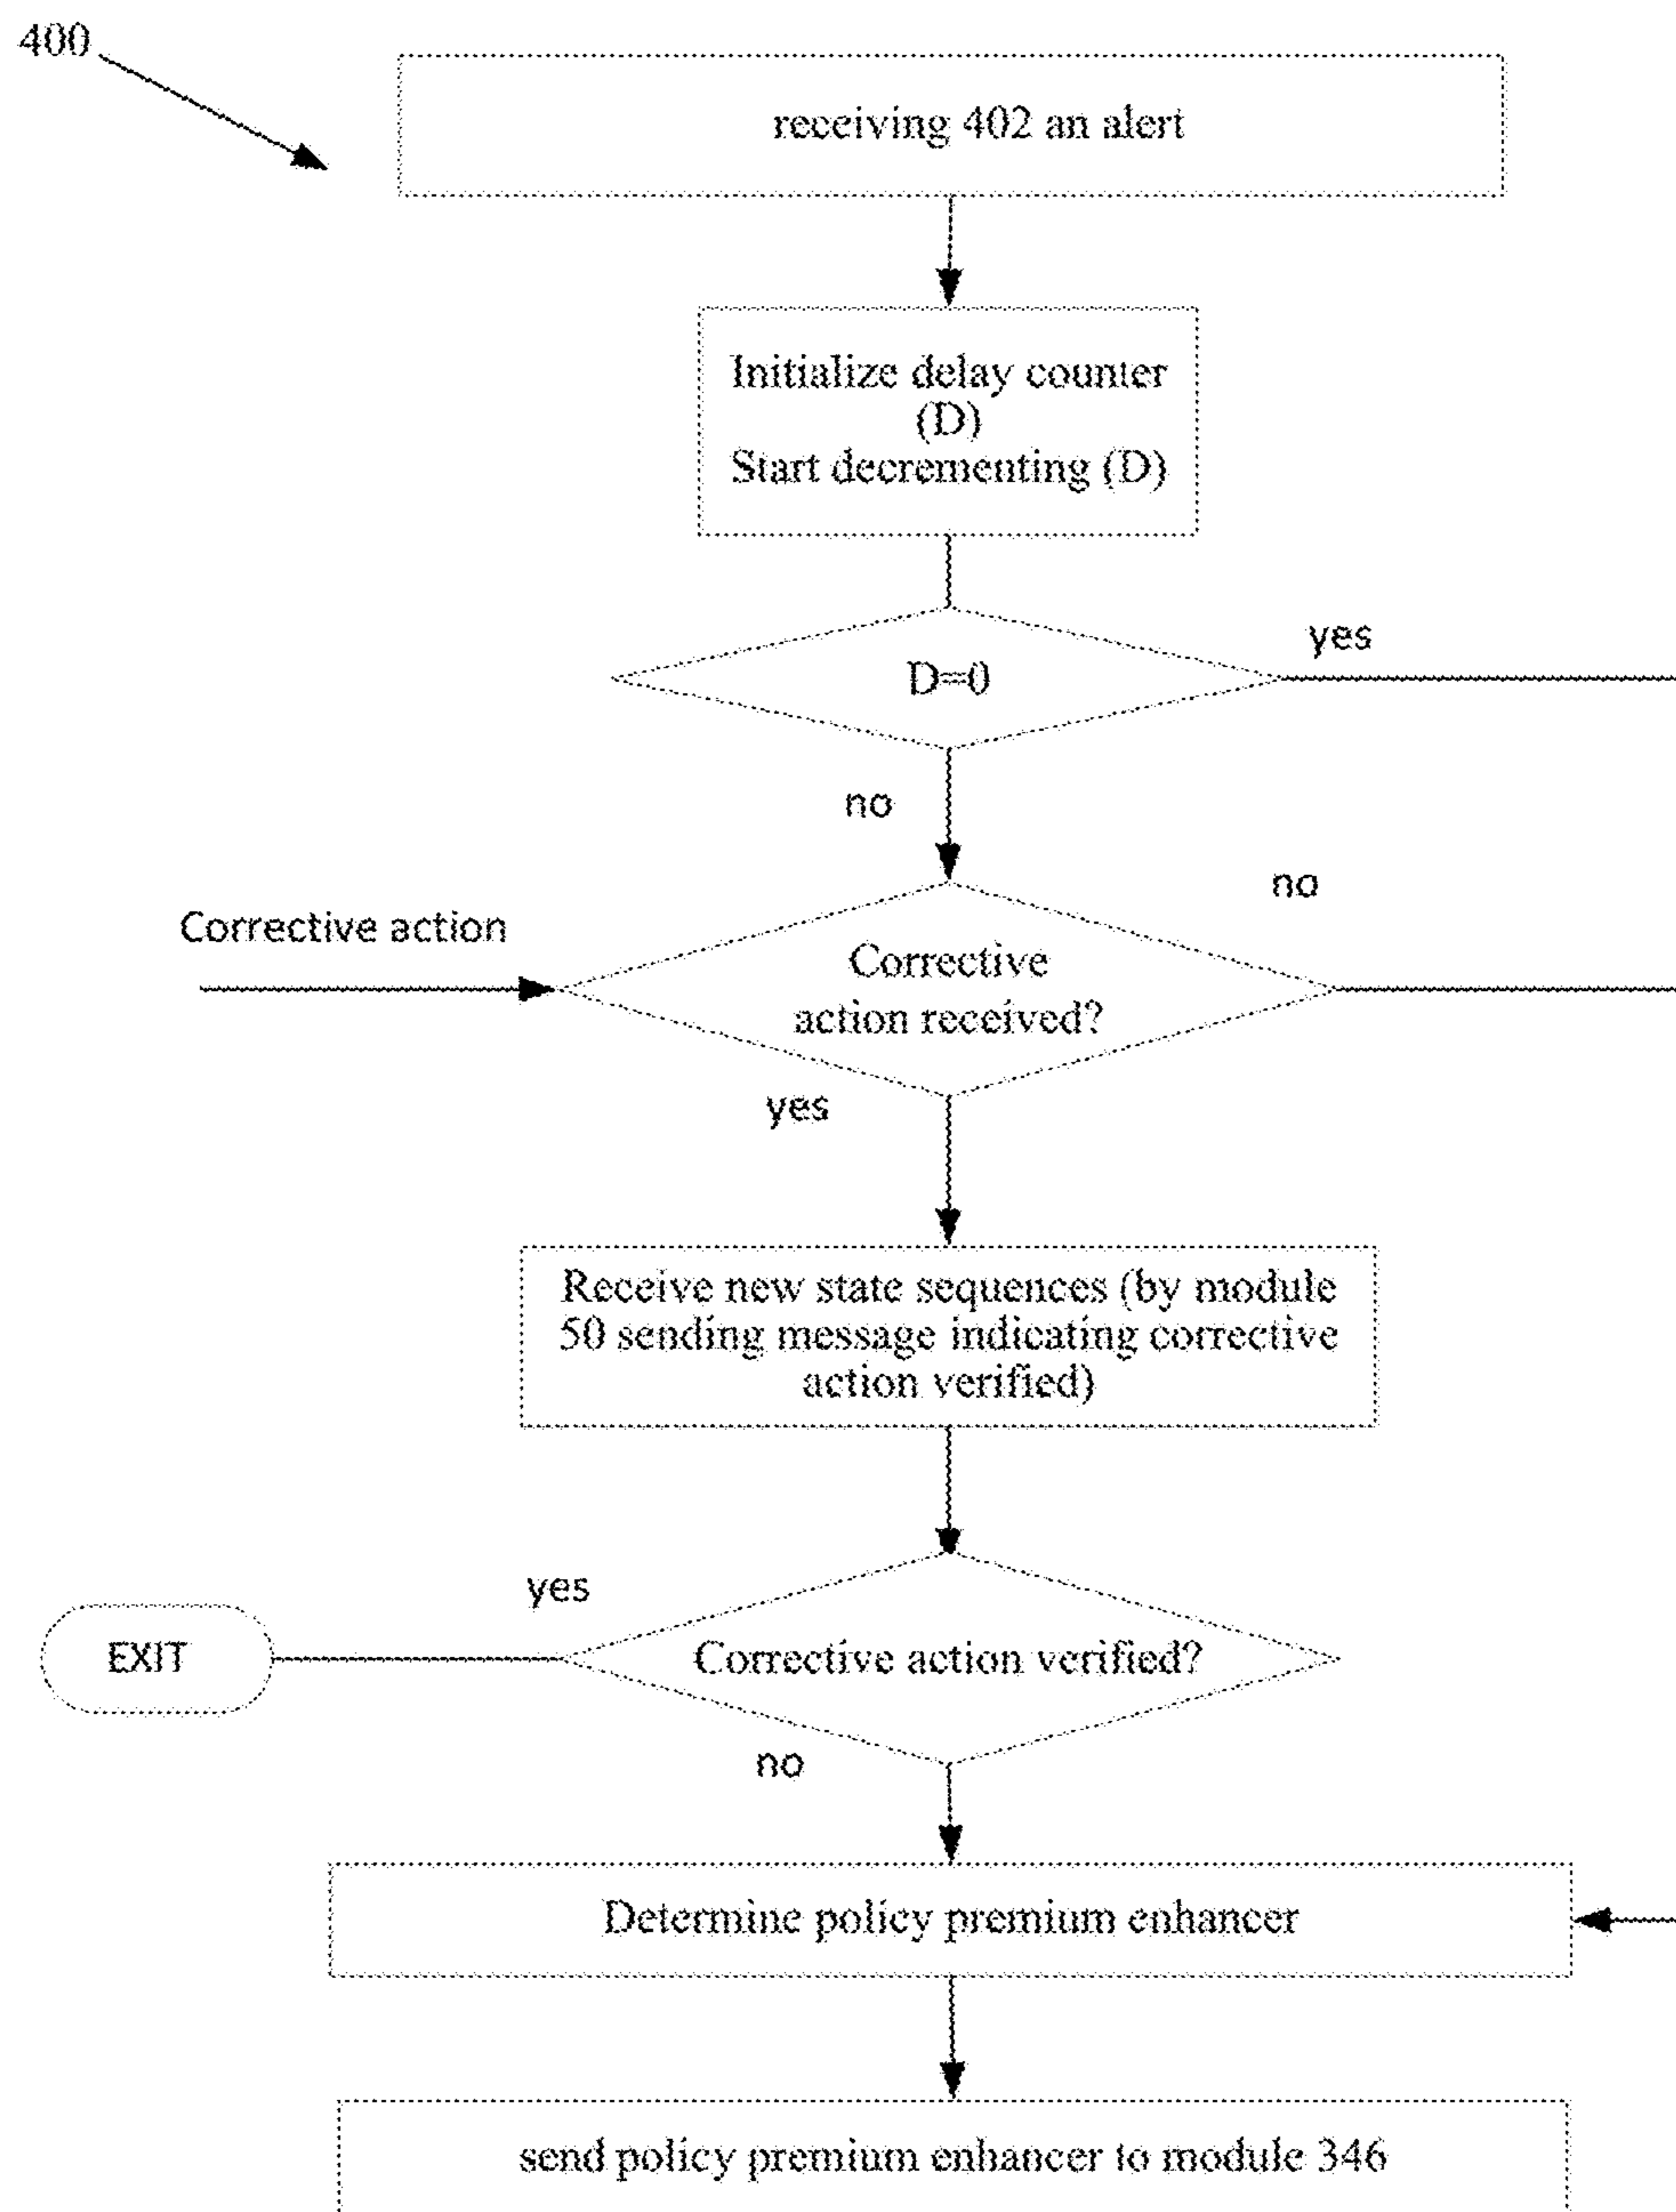 400
receiving 402 an alert
Initialize delay counter
(D)
Start decrementing (D)
D=0
yes
no
no
Corrective action
Corrective
action received?
yes
Receive new state sequences (by module
50 sending message indicating corrective
action verified)
yes
EXIT
Corrective action verified?
no
Determine policy premium enhancer
send policy premium enhancer to module 346